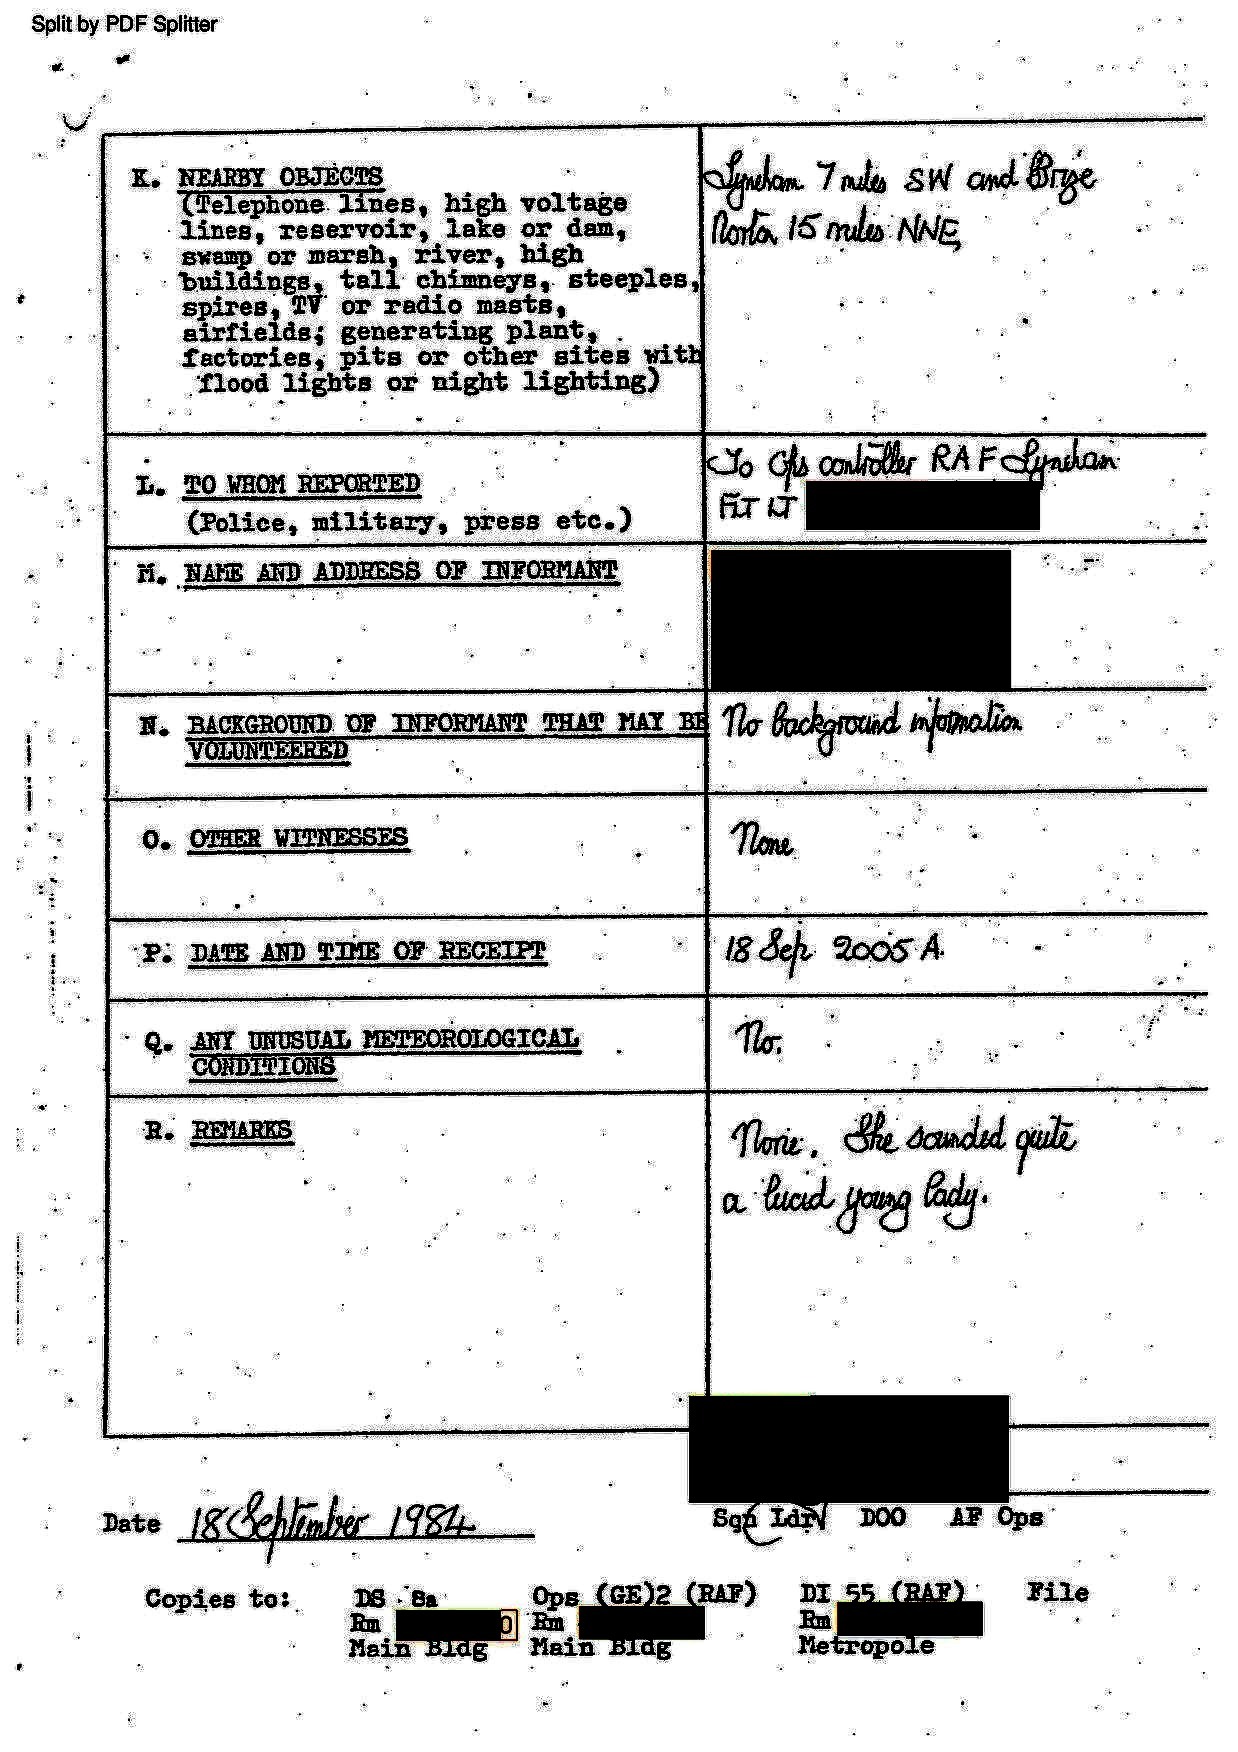 Split by PDF Splitter
K. NEARBY OBJECTS
(Telephone lines, high voltage
lines, reservoir, lake or dam,
swamp or marsh, river, high
buildings, tall chimneys, steeples,
spires, TV or radio masts,
airfields; generating plant,
factories, pits or other sites with
flood lights or night lighting)
Lyneham 7 miles SW and Brize
Norton 15 miles NNE
L. TO WHOM REPORTED
(Police, military, press etc.)
To Ops controller RAF Lyneham
FLT LT
M. NAME AND ADDRESS OF INFORMANT
N. BACKGROUND OF INFORMANT THAT MAY BE
VOLUNTEERED
No background information
O. OTHER WITNESSES
None
P. DATE AND TIME OF RECEIPT
18 Sep 2005 A.
Q. ANY UNUSUAL METEOROLOGICAL
CONDITIONS
No.
R. REMARKS
None. She sounded quite
a lucid young lady.
Date 18 September 1984
Sqn Ldr DOO AF Ops
Copies to: DS 8a Ops (GE)2 (RAF) DI 55 (RAF) File
Rm Rm Rm
Main Bldg Main Bldg Metropole